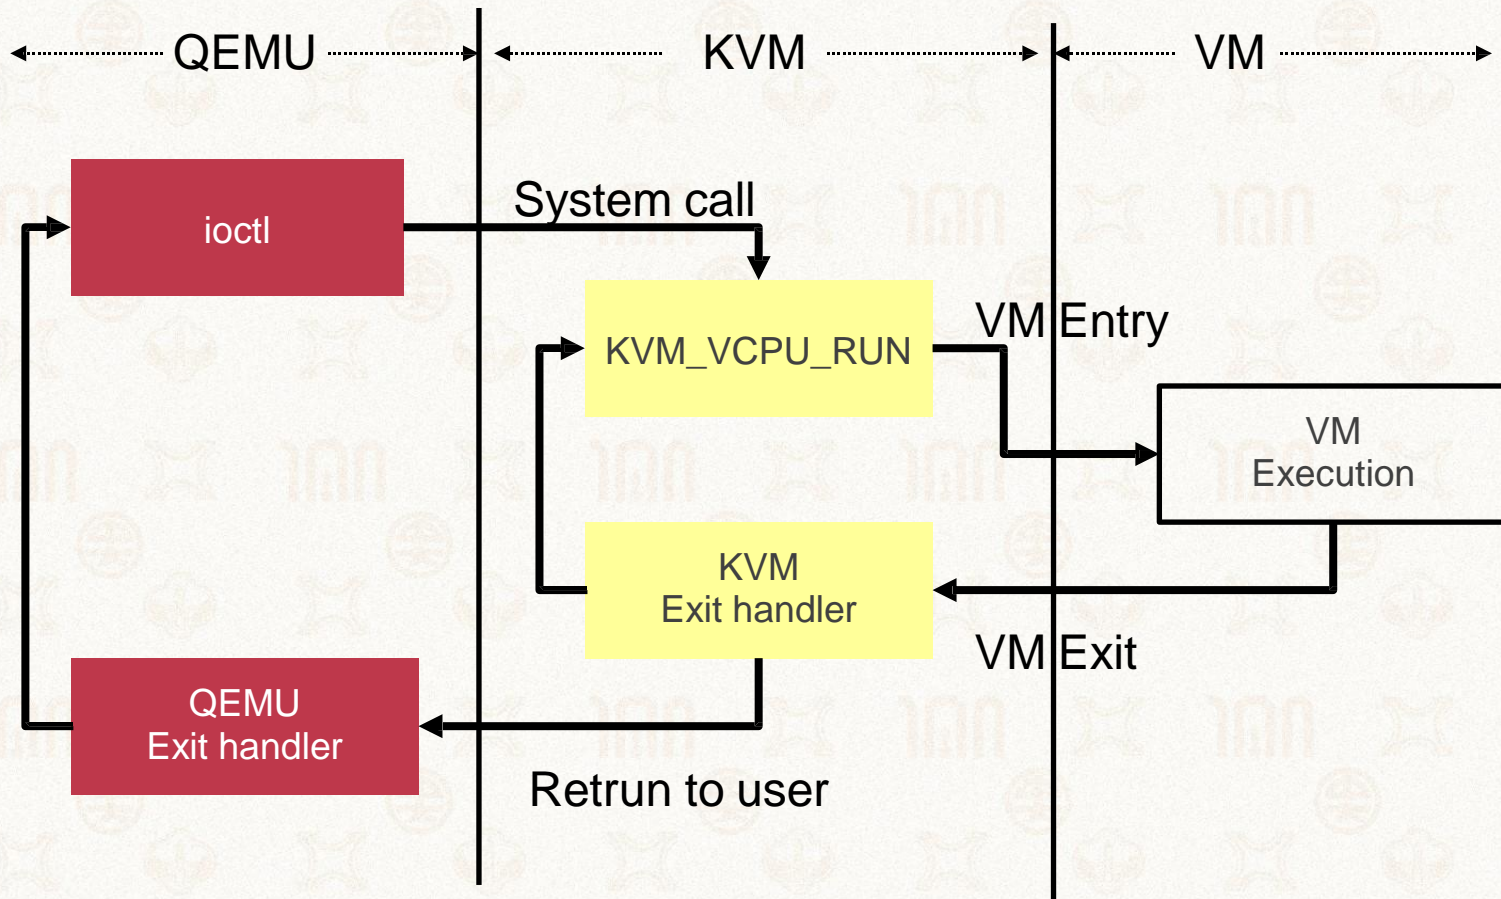 QEMU
KVM
VM
System call
ioctl
VM Entry
KVM_VCPU_RUN
VM
Execution
KVM
Exit handler
VM Exit
QEMU
Exit handler
Retrun to user